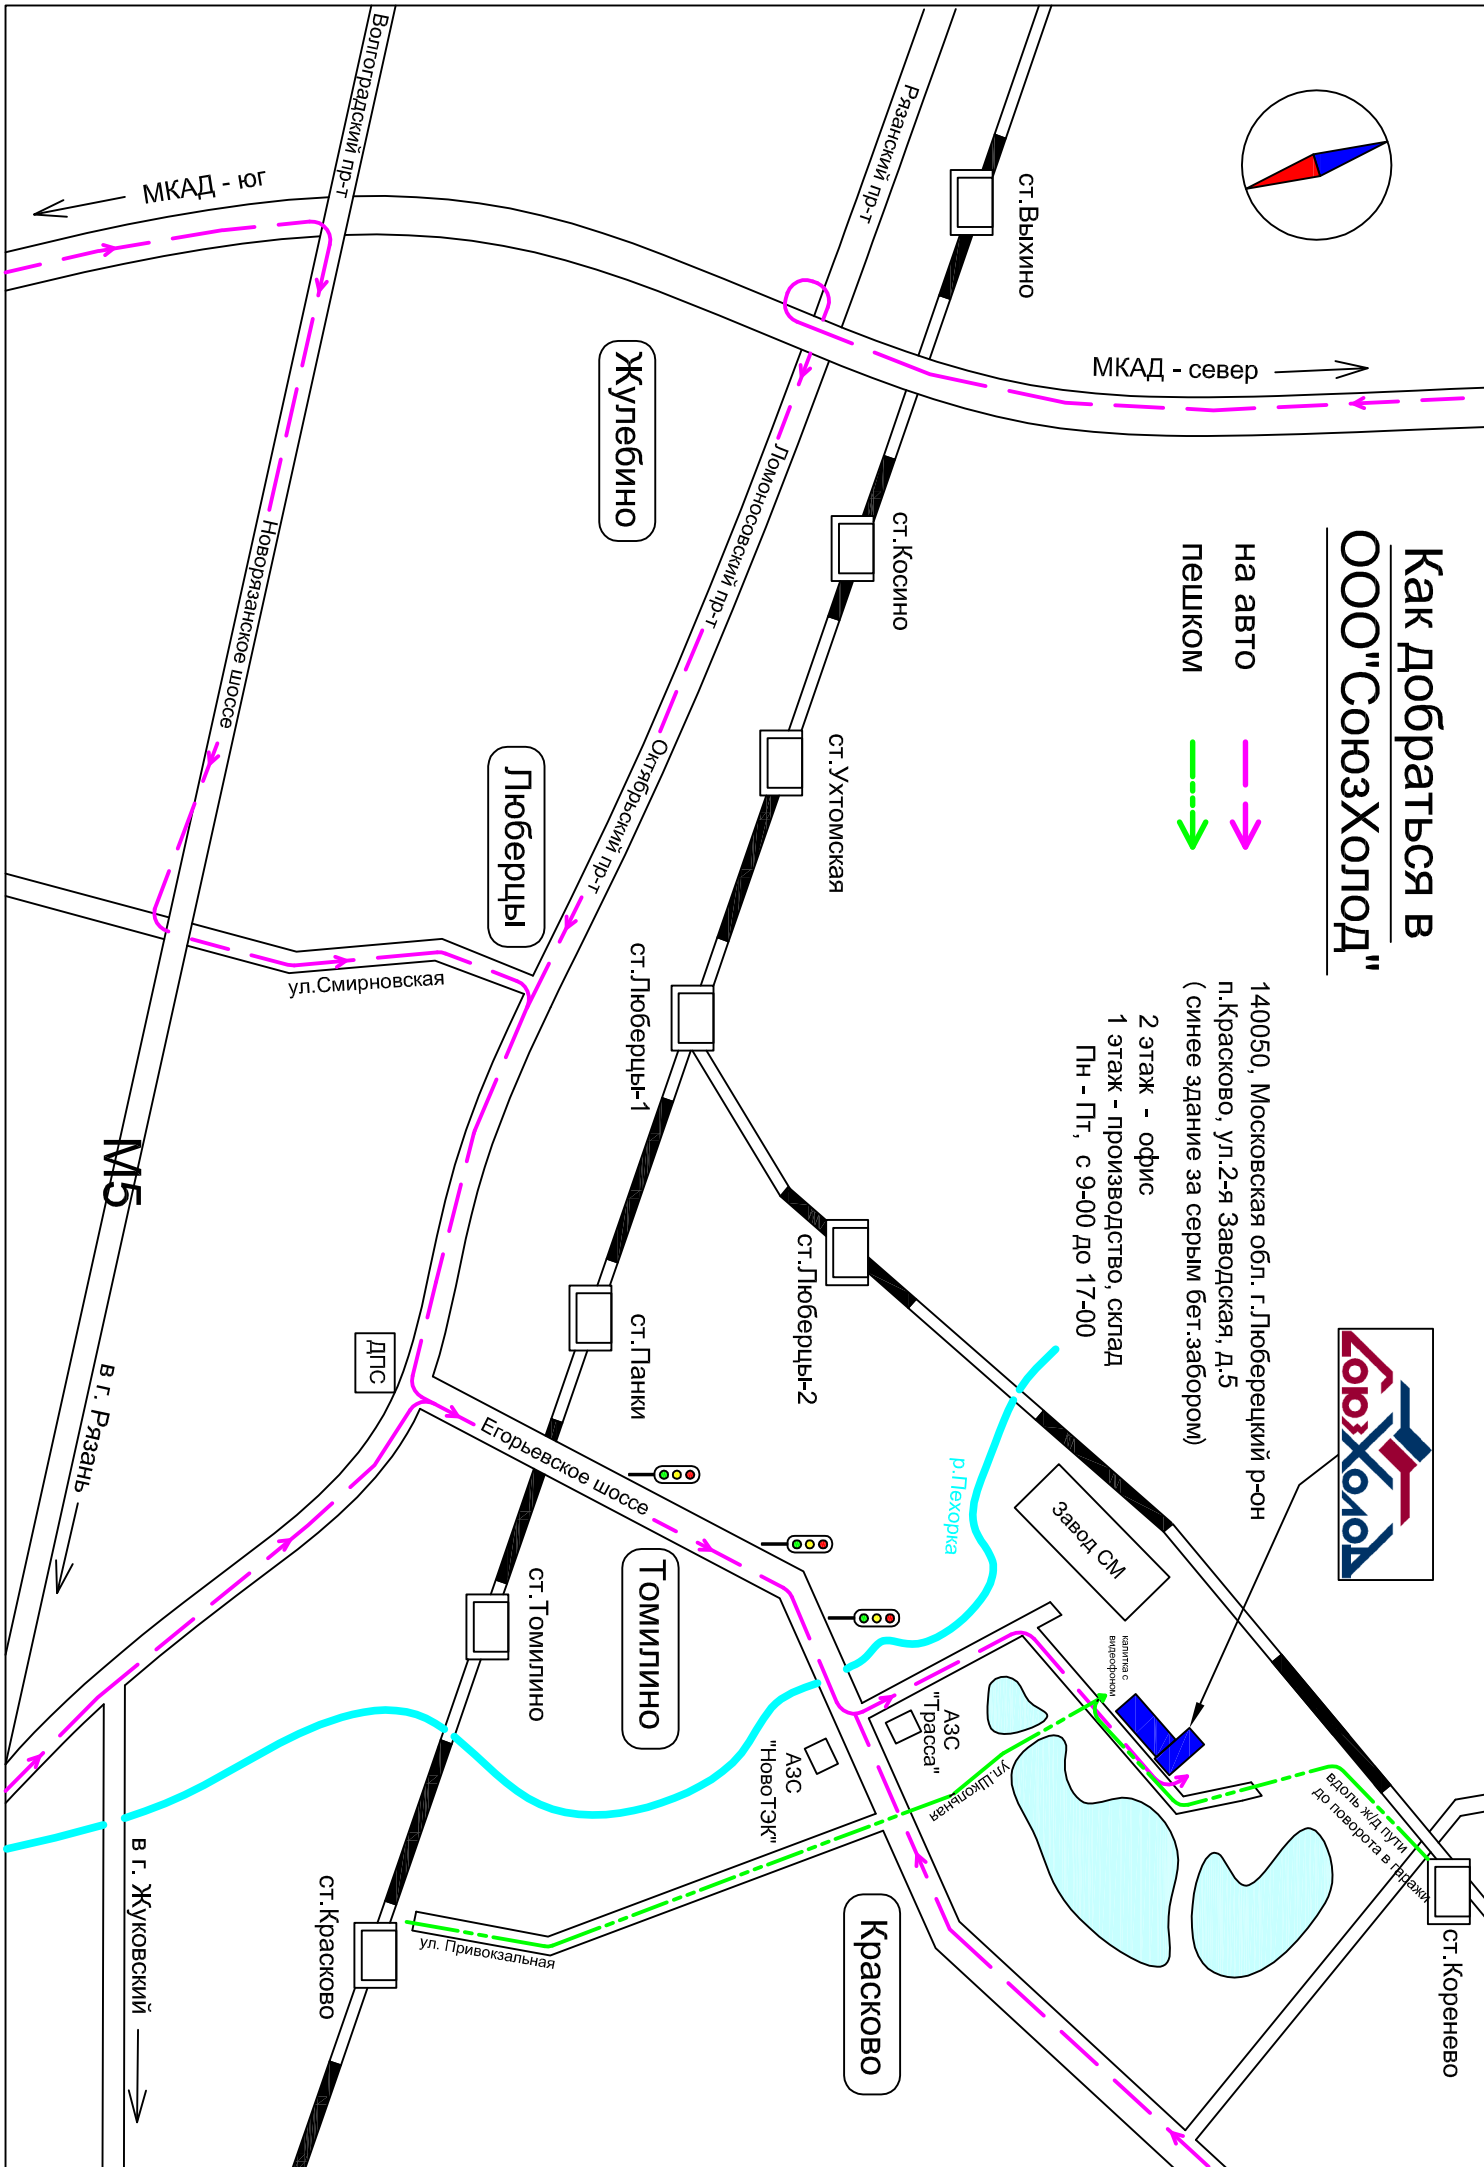 Как добраться в
ООО"СоюзХолод"
на авто
пешком
140050, Московская обл. г.Люберецкий р-он
п.Красково, ул.2-я Заводская, д.5
(синее здание за серым бет.забором)
2 этаж - офис
1 этаж - производство, склад
Пн - Пт, с 9-00 до 17-00
СоюзХолод
МКАД - север
МКАД - юг
Волгоградский пр-т
Рязанский пр-т
ст.Выхино
ст.Косино
ст.Ухтомская
ст.Люберцы-1
ст.Люберцы-2
ст.Панки
ст.Томилино
ст.Красково
ст.Коренево
Жулебино
Люберцы
Томилино
Красково
Ломоносовский пр-т
Октябрьский пр-т
Новорязанское шоссе
ул.Смирновская
М5
ДПС
Егорьевское шоссе
в г. Рязань
в г. Жуковский
р.Пехорка
Завод СМ
калитка с
видеофоном
АЗС
"Трасса"
АЗС
"НовоТЭК"
ул.Школьная
ул. Привокзальная
вдоль ж/д пути
до поворота в гаражи